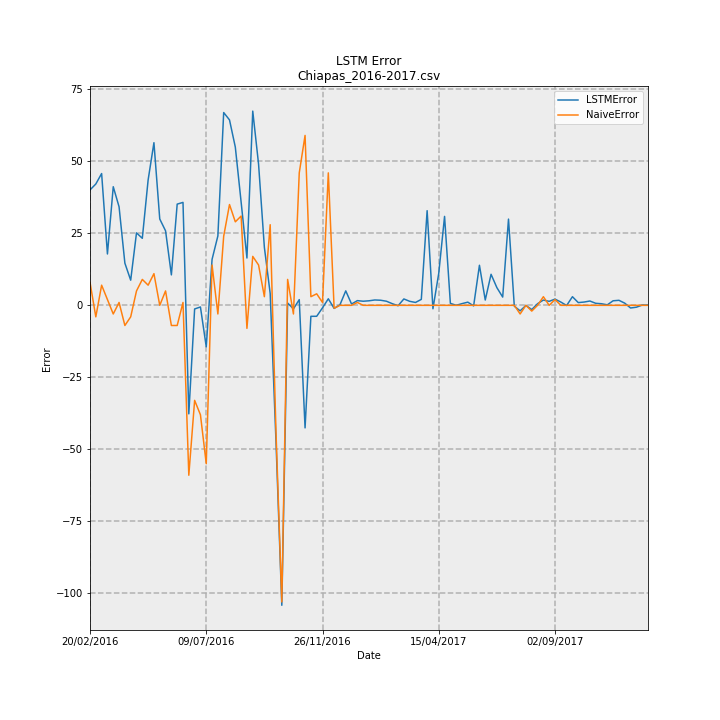 LSTM Error
Chiapas_2016-2017.csv
LSTMError
NaiveError
75
50
25
0
−25
−50
−75
−100
Error
20/02/2016
09/07/2016
26/11/2016
15/04/2017
02/09/2017
Date